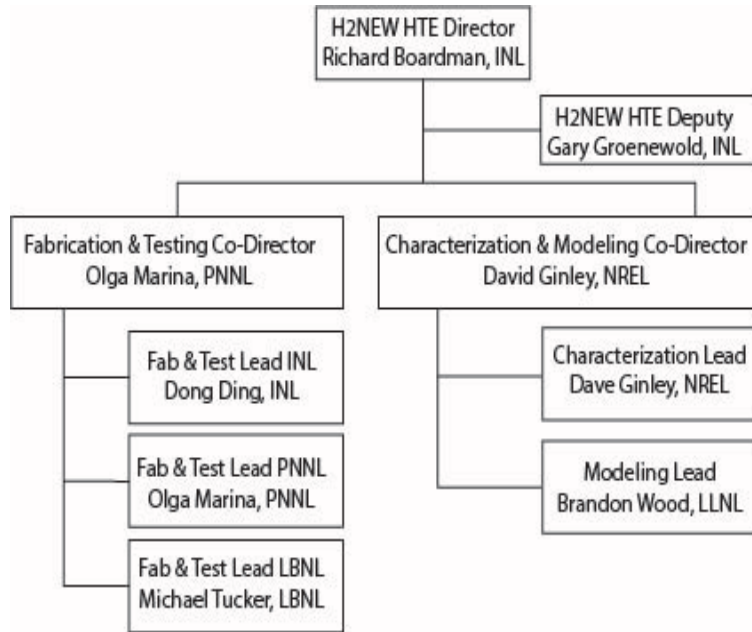 H2NEW HTE Director
Richard Boardman, INL
H2NEW HTE Deputy
Gary Groenewold, INL
Fabrication & Testing Co-Director
Olga Marina, PNNL
Characterization & Modeling Co-Director
David Ginley, NREL
Fab & Test Lead INL
Dong Ding, INL
Fab & Test Lead PNNL
Olga Marina, PNNL
Fab & Test Lead LBNL
Michael Tucker, LBNL
Characterization Lead
Dave Ginley, NREL
Modeling Lead
Brandon Wood, LLNL